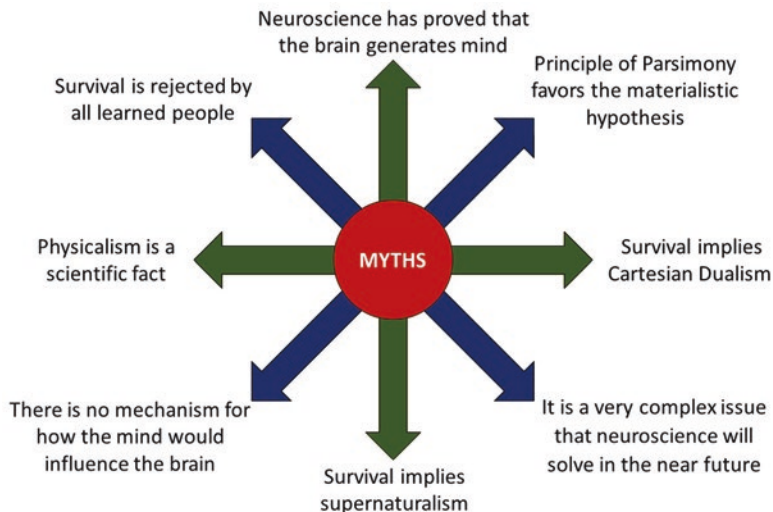 Neuroscience has proved that
the brain generates mind
Principle of Parsimony
favors the materialistic
hypothesis
Survival implies
Cartesian Dualism
It is a very complex issue
that neuroscience will
solve in the near future
Survival implies
supernaturalism
There is no mechanism for
how the mind would
influence the brain
Physicalism is a
scientific fact
Survival is rejected by
all learned people
MYTHS